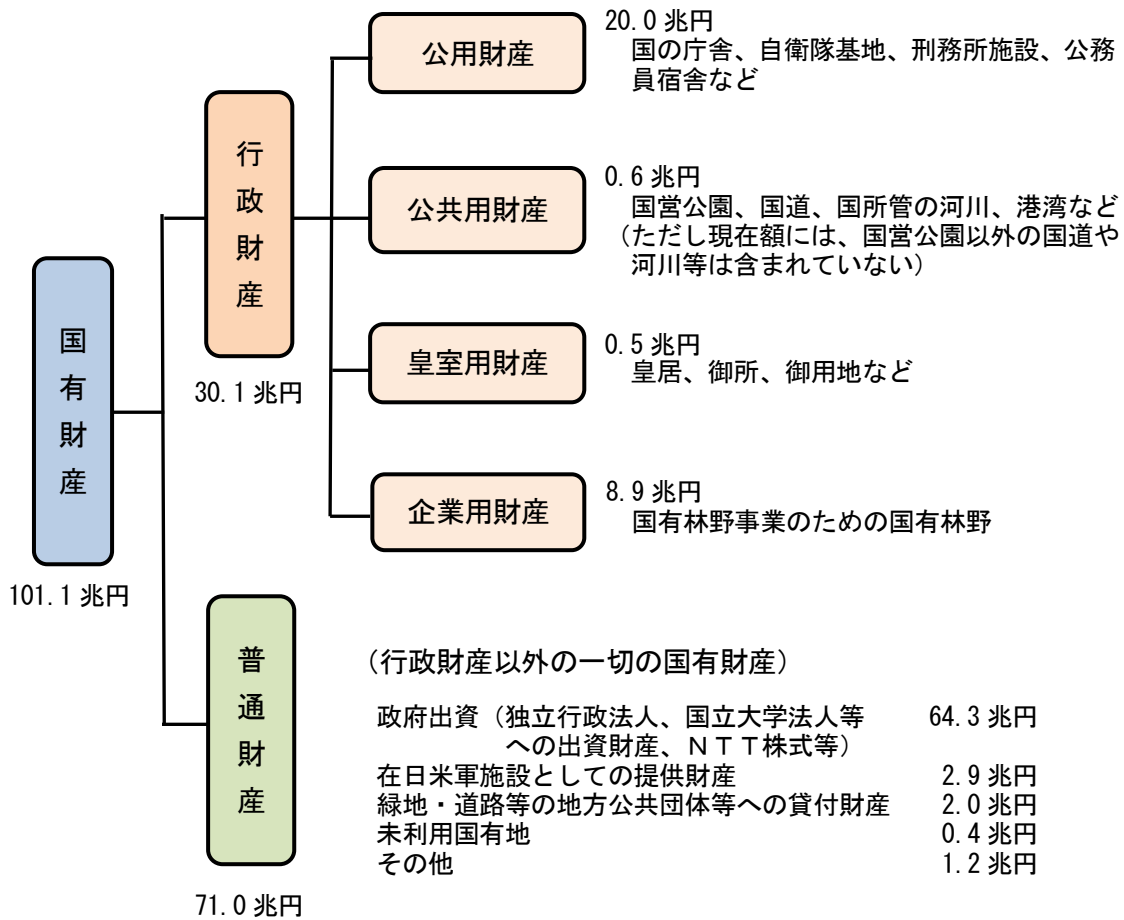 国有財産
101.1 兆円
行政財産
30.1 兆円
公用財産
20.0 兆円
国の庁舎、自衛隊基地、刑務所施設、公務
員宿舎など
公共用財産
0.6 兆円
国営公園、国道、国所管の河川、港湾など
（ただし現在額には、国営公園以外の国道や
河川等は含まれていない）
皇室用財産
0.5 兆円
皇居、御所、御用地など
企業用財産
8.9 兆円
国有林野事業のための国有林野
普通財産
71.0 兆円
（行政財産以外の一切の国有財産）
政府出資（独立行政法人、国立大学法人等 64.3 兆円
への出資財産、ＮＴＴ株式等）
在日米軍施設としての提供財産 2.9 兆円
緑地・道路等の地方公共団体等への貸付財産 2.0 兆円
未利用国有地 0.4 兆円
その他 1.2 兆円